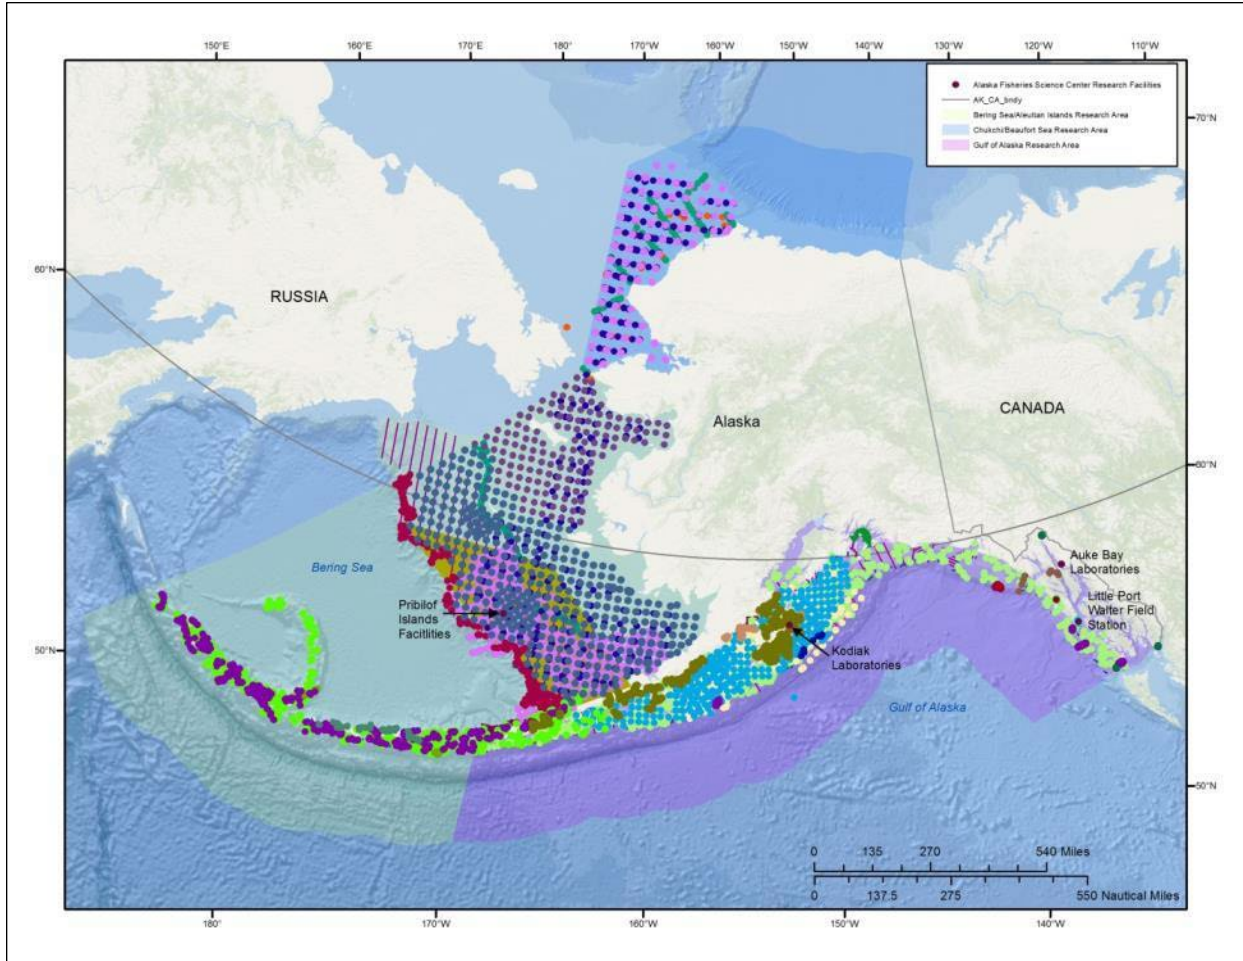 150°E 160°E 170°E 180° 170°W 160°W 150°W 140°W 130°W 120°W 110°W
Alaska Fisheries Science Center Research Facilities
AK_CA_bndy
Bering Sea/Aleutian Islands Research Area
Chukchi/Beaufort Sea Research Area
Gulf of Alaska Research Area
70°N
60°N
RUSSIA
CANADA
Alaska
60°N
Bering Sea
Auke Bay
Laboratories
Little Port
Walter Field
Station
Pribilof
Islands
Facitlities
50°N
Kodiak
Laboratories
Gulf of Alaska
50°N
0 135 270 540 Miles
0 137.5 275 550 Nautical Miles
180° 170°W 160°W 150°W 140°W